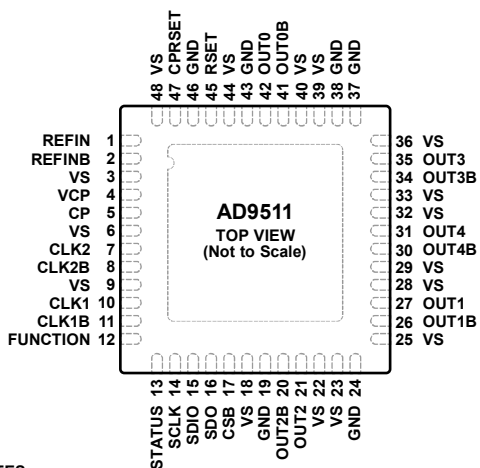 48 VS
47 CPRSET
46 GND
45 RSET
44 VS
43 GND
42 OUT0
41 OUT0B
40 VS
39 VS
38 GND
37 GND
REFIN 1
REFINB 2
VS 3
VCP 4
CP 5
VS 6
CLK2 7
CLK2B 8
VS 9
CLK1 10
CLK1B 11
FUNCTION 12
AD9511
TOP VIEW
(Not to Scale)
36 VS
35 OUT3
34 OUT3B
33 VS
32 VS
31 OUT4
30 OUT4B
29 VS
28 VS
27 OUT1
26 OUT1B
25 VS
STATUS 13
SCLK 14
SDIO 15
SDO 16
CSB 17
VS 18
GND 19
OUT2B 20
OUT2 21
VS 22
VS 23
GND 24